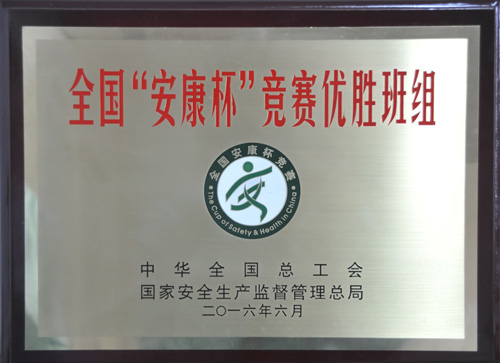 全国“安康杯”竞赛优胜班组
全国安康杯竞赛
The Cup of Safety & Health in China
中华全国总工会
国家安全生产监督管理总局
二〇一六年六月